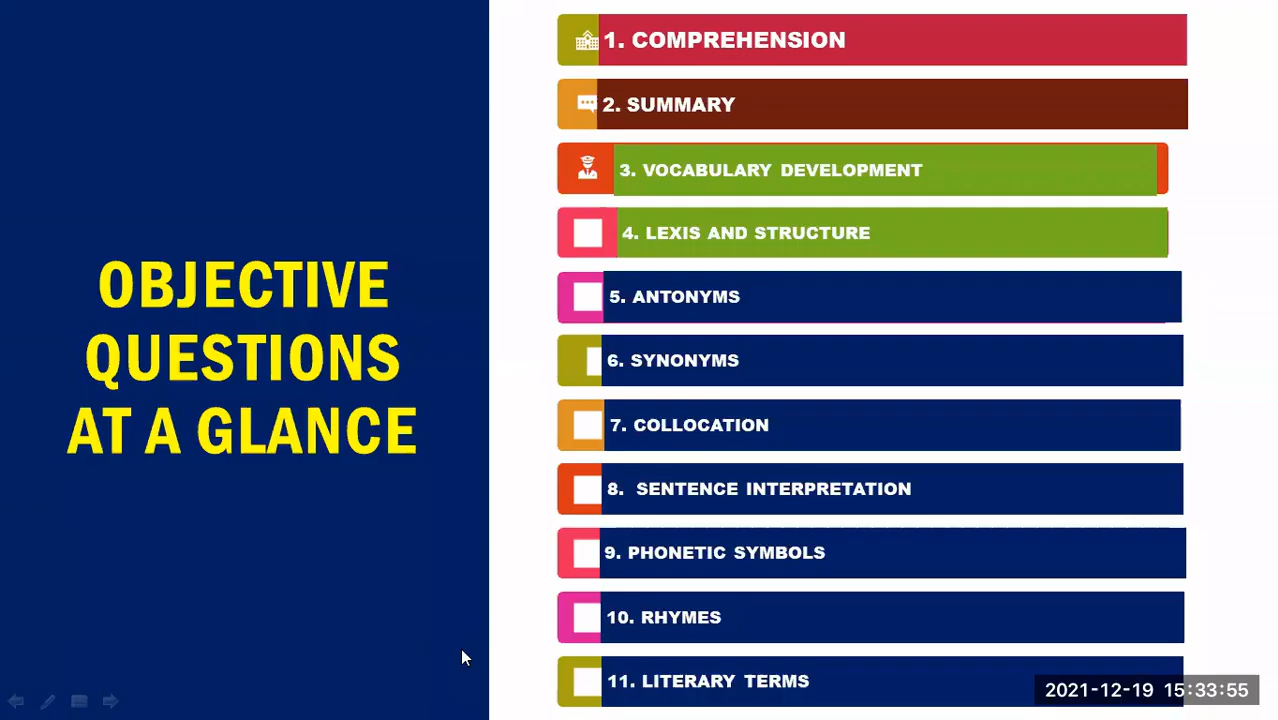 OBJECTIVE
QUESTIONS
AT A GLANCE
1. COMPREHENSION
2. SUMMARY
3. VOCABULARY DEVELOPMENT
4. LEXIS AND STRUCTURE
5. ANTONYMS
6. SYNONYMS
7. COLLOCATION
8. SENTENCE INTERPRETATION
9. PHONETIC SYMBOLS
10. RHYMES
11. LITERARY TERMS
2021-12-19 15:33:55